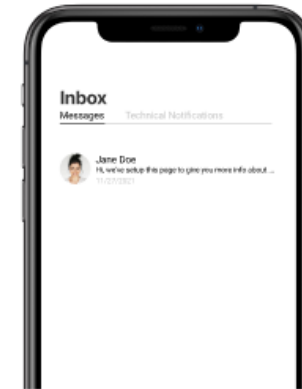 Inbox
Messages Technical Notifications
Jane Doe
Hi, we've setup this page to give you more info about ...
11/27/2021